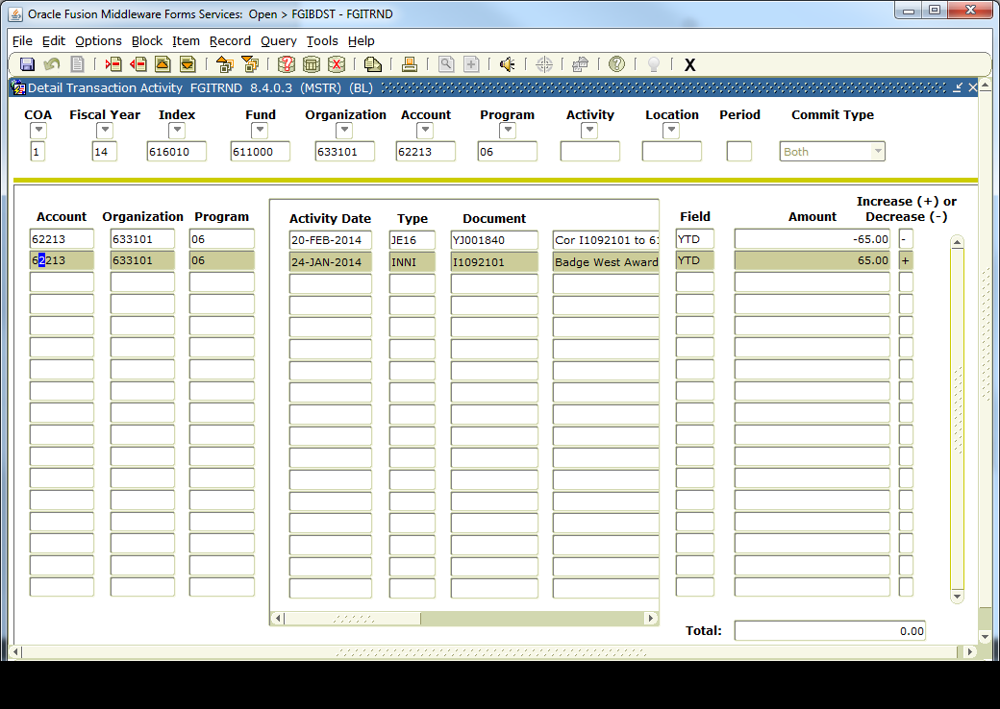 Oracle Fusion Middleware Forms Services: Open > FGIBDST - FGITRND
File Edit Options Block Item Record Query Tools Help
X
Detail Transaction Activity FGITRND 8.4.0.3 (MSTR) (BL)
COA Fiscal Year Index Fund Organization Account Program Activity Location Period Commit Type
1 14 616010 611000 633101 62213 06 Both
Increase (+) or
Account Organization Program Activity Date Type Document Field Amount Decrease (-)
62213 633101 06 20-FEB-2014 JE16 YJ001840 Cor I1092101 to 61 YTD -65.00 -
62213 633101 06 24-JAN-2014 INNI I1092101 Badge West Award YTD 65.00 +
Total: 0.00